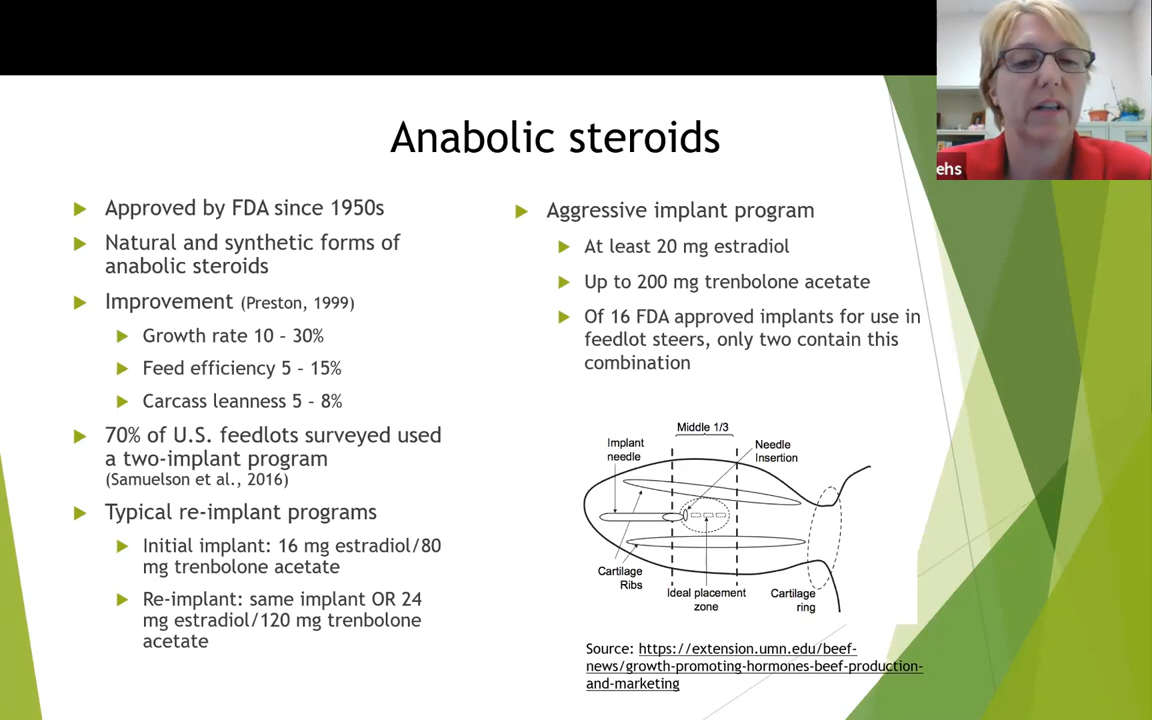 Anabolic steroids
Approved by FDA since 1950s
Natural and synthetic forms of
anabolic steroids
Improvement (Preston, 1999)
Growth rate 10 – 30%
Feed efficiency 5 – 15%
Carcass leanness 5 – 8%
70% of U.S. feedlots surveyed used
a two-implant program
(Samuelson et al., 2016)
Typical re-implant programs
Initial implant: 16 mg estradiol/80
mg trenbolone acetate
Re-implant: same implant OR 24
mg estradiol/120 mg trenbolone
acetate
Aggressive implant program
At least 20 mg estradiol
Up to 200 mg trenbolone acetate
Of 16 FDA approved implants for use in
feedlot steers, only two contain this
combination
Middle 1/3
Implant
needle
Needle
Insertion
Cartilage
Ribs
Ideal placement
zone
Cartilage
ring
Source: https://extension.umn.edu/beef-
news/growth-promoting-hormones-beef-production-
and-marketing
ehs